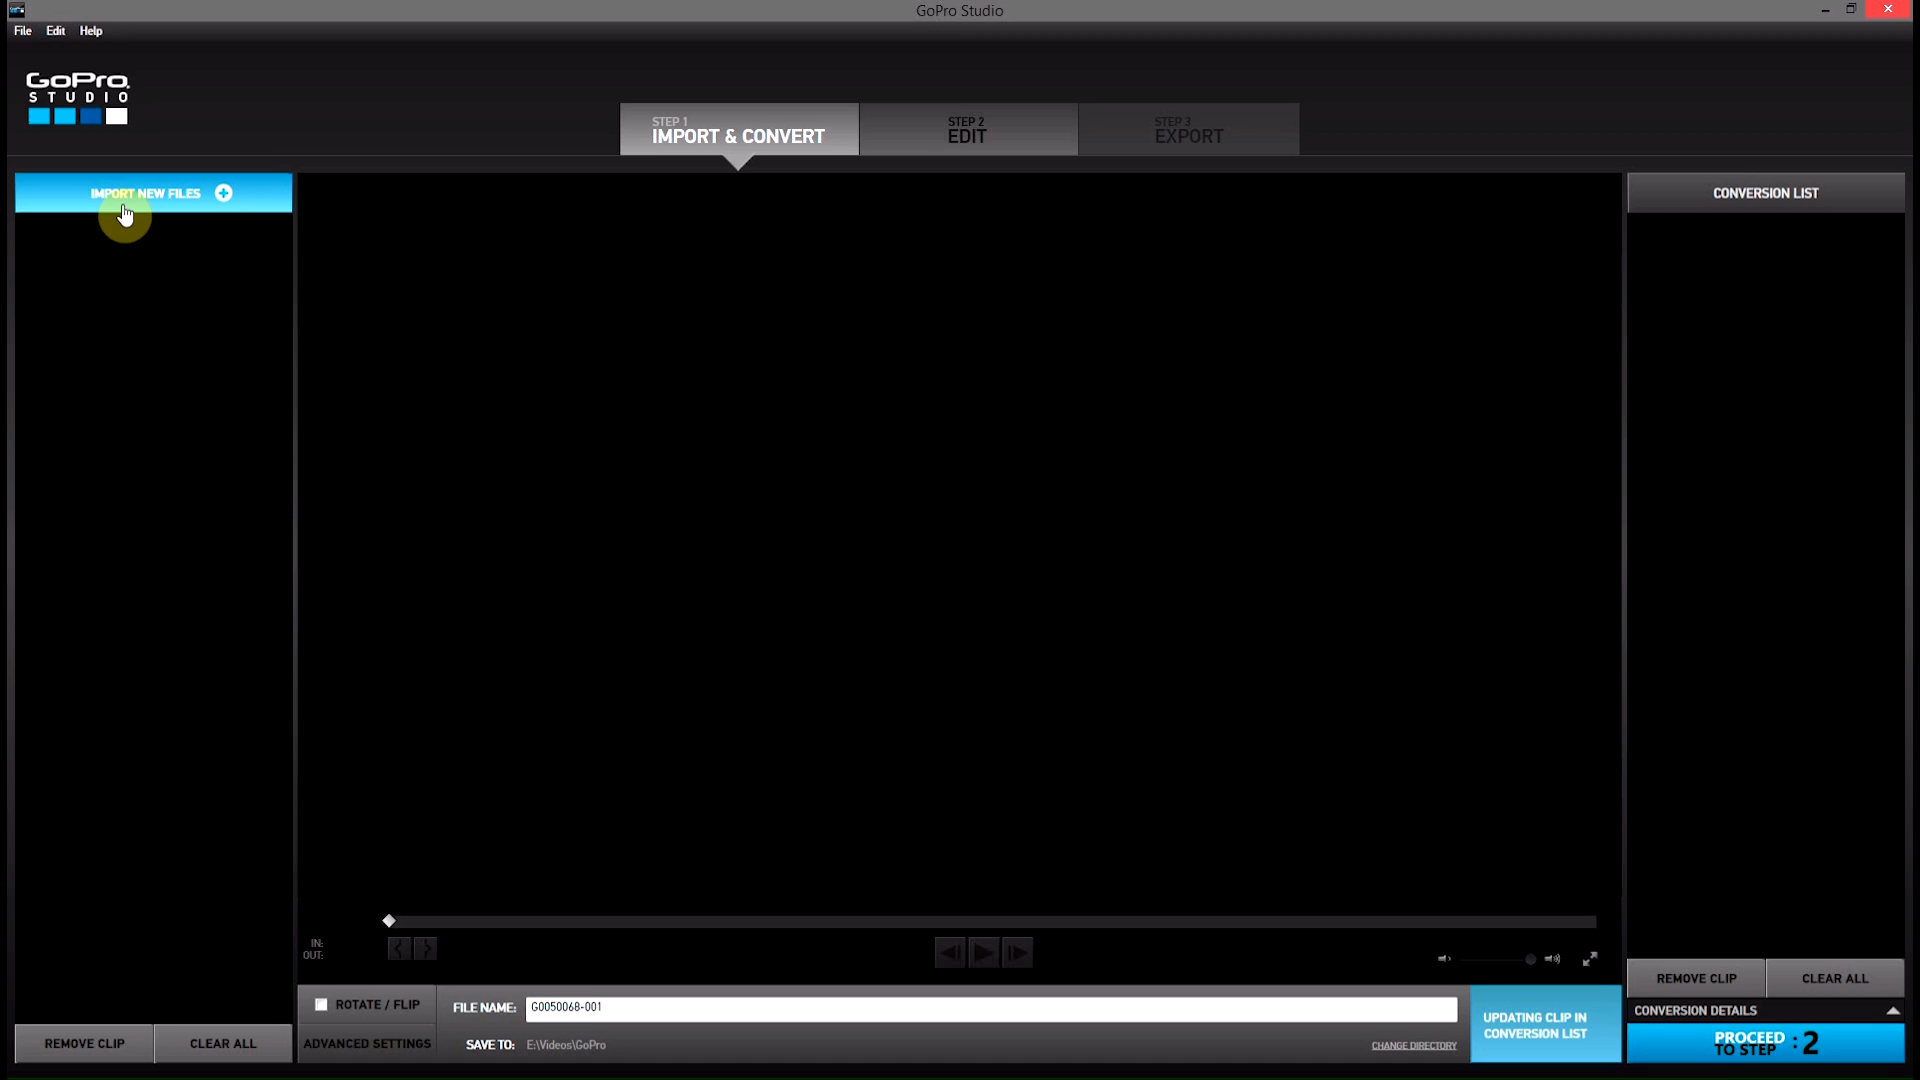 GoPro Studio
File Edit Help
GoPro
STUDIO
STEP 1
IMPORT & CONVERT
STEP 2
EDIT
STEP 3
EXPORT
IMPORT NEW FILES
CONVERSION LIST
IN:
OUT:
REMOVE CLIP CLEAR ALL
ROTATE / FLIP
ADVANCED SETTINGS
FILE NAME: G0050068-001
SAVE TO: E:\Videos\GoPro
CHANGE DIRECTORY
UPDATING CLIP IN
CONVERSION LIST
REMOVE CLIP CLEAR ALL
CONVERSION DETAILS
PROCEED
TO STEP : 2